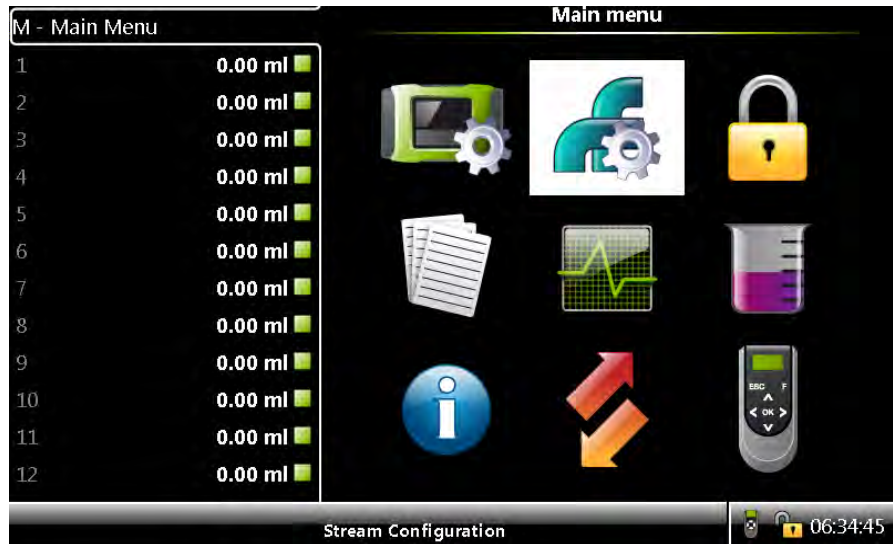 M - Main Menu
Main menu
1 0.00 ml
2 0.00 ml
3 0.00 ml
4 0.00 ml
5 0.00 ml
6 0.00 ml
7 0.00 ml
8 0.00 ml
9 0.00 ml
10 0.00 ml
11 0.00 ml
12 0.00 ml
ESC F
OK
Stream Configuration
06:34:45